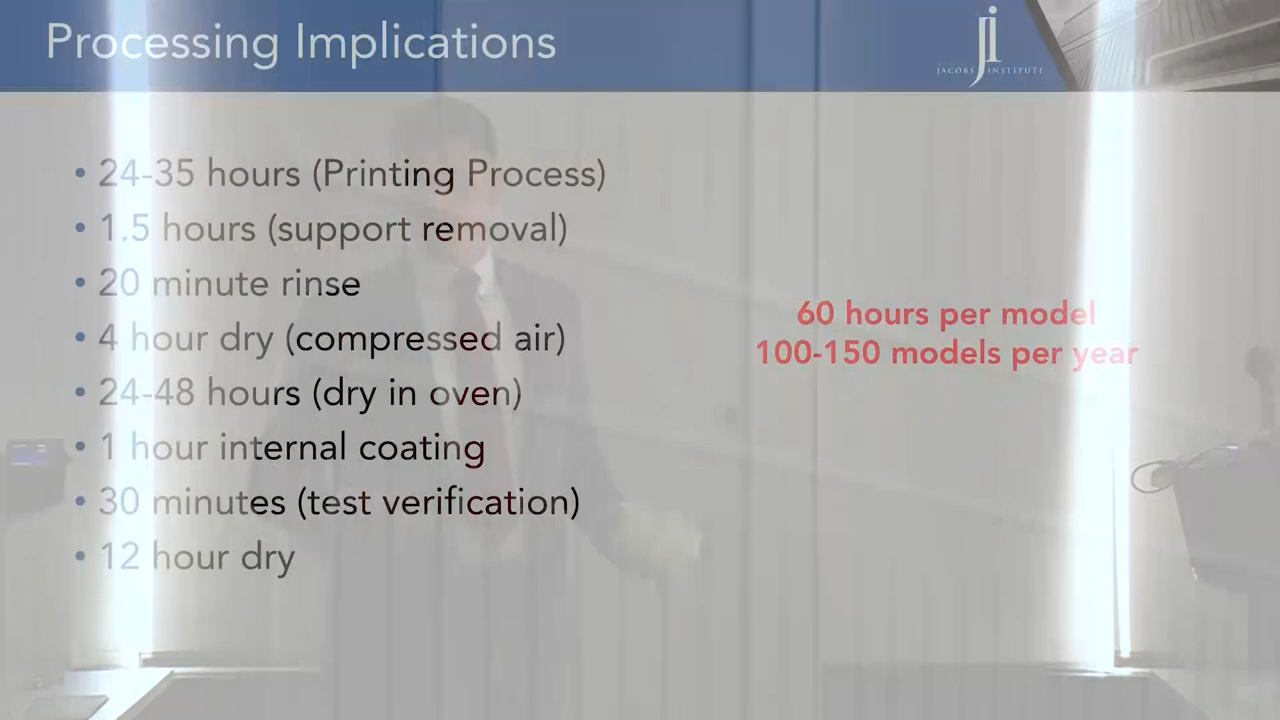 Processing Implications
JACOBS INSTITUTE
• 24-35 hours (Printing Process)
• 1.5 hours (support removal)
• 20 minute rinse
• 4 hour dry (compressed air)
• 24-48 hours (dry in oven)
• 1 hour internal coating
• 30 minutes (test verification)
• 12 hour dry
60 hours per model
100-150 models per year